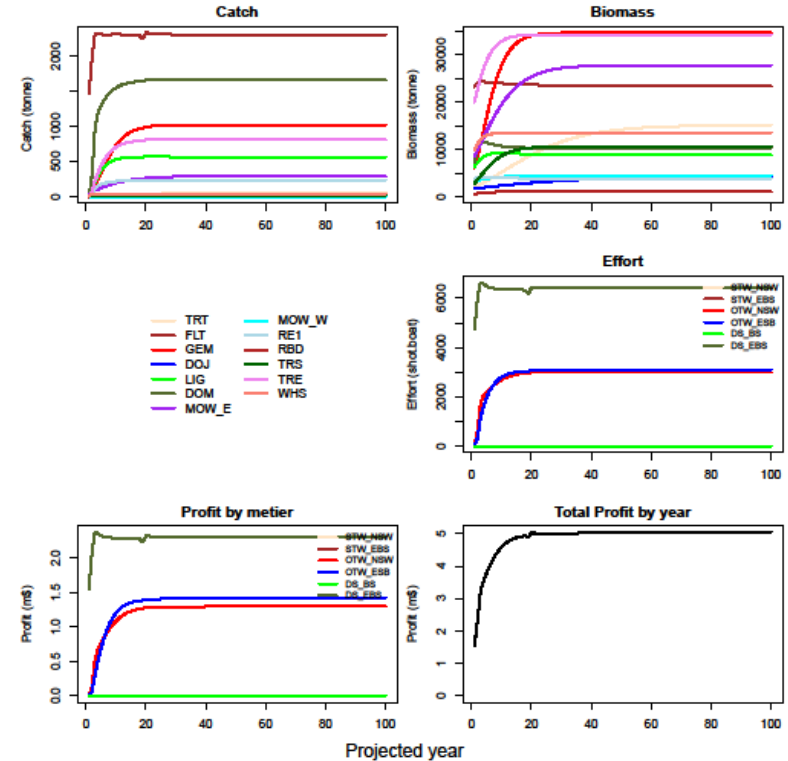 Catch
Biomass
Catch (tonne)
0 500 1000 2000
0 20 40 60 80 100
Biomass (tonne)
0 10000 20000 30000
0 20 40 60 80 100
TRT
FLT
GEM
DOJ
LIG
DOM
MOW_E
MOW_W
RE1
RBD
TRS
TRE
WHS
Effort
Effort (shot.boat)
0 2000 4000 6000
STW_NSW
STW_EBS
OTW_NSW
OTW_ESB
DS_BS
DS_EBS
0 20 40 60 80 100
Profit by metier
Profit (m$)
0.0 0.5 1.0 1.5 2.0
STW_NSW
STW_EBS
OTW_NSW
OTW_ESB
DS_BS
DS_EBS
0 20 40 60 80 100
Total Profit by year
Profit (m$)
0 1 2 3 4 5
0 20 40 60 80 100
Projected year